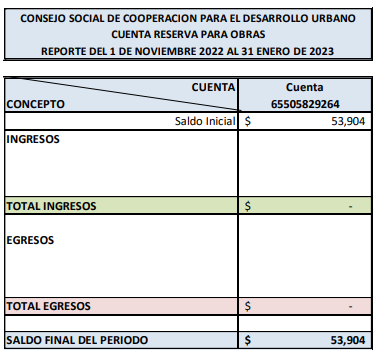 CONSEJO SOCIAL DE COOPERACION PARA EL DESARROLLO URBANO
CUENTA RESERVA PARA OBRAS
REPORTE DEL 1 DE NOVIEMBRE 2022 AL 31 ENERO DE 2023
CUENTA Cuenta
CONCEPTO 65505829264
Saldo Inicial $ 53,904
INGRESOS
TOTAL INGRESOS $ -
EGRESOS
TOTAL EGRESOS $ -
SALDO FINAL DEL PERIODO $ 53,904